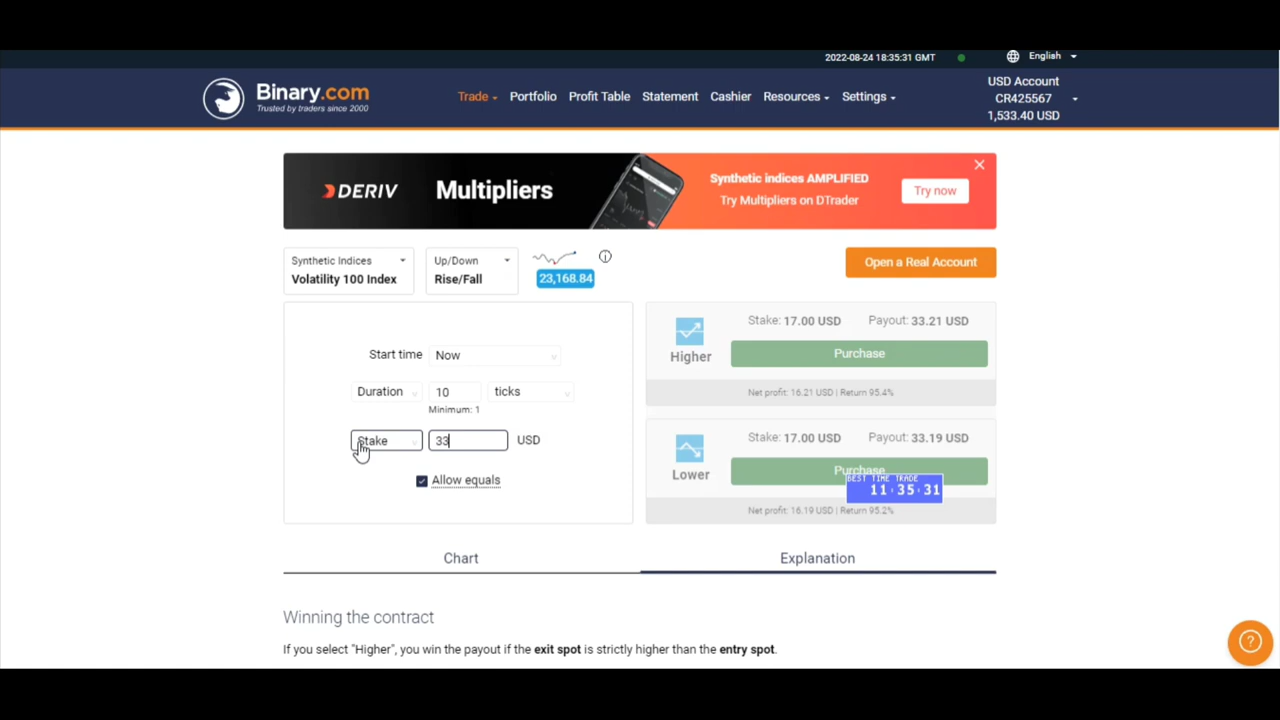 2022-08-24 18:35:31 GMT
English
Binary.com
Trusted by traders since 2000
Trade
Portfolio
Profit Table
Statement
Cashier
Resources
Settings
USD Account
CR425567
1,533.40 USD
DERIV
Multipliers
Synthetic indices AMPLIFIED
Try Multipliers on DTrader
Try now
Synthetic Indices
Volatility 100 Index
Up/Down
Rise/Fall
23,168.84
Open a Real Account
Start time Now
Duration 10 ticks
Minimum: 1
Stake 33 USD
Allow equals
Stake: 17.00 USD Payout: 33.21 USD
Higher
Purchase
Net profit: 16.21 USD | Return 95.4%
Stake: 17.00 USD Payout: 33.19 USD
Lower
Purchase
BEST TIME TRADE
11:35:31
Net profit: 16.19 USD | Return 95.2%
Chart
Explanation
Winning the contract
If you select "Higher", you win the payout if the exit spot is strictly higher than the entry spot.
?